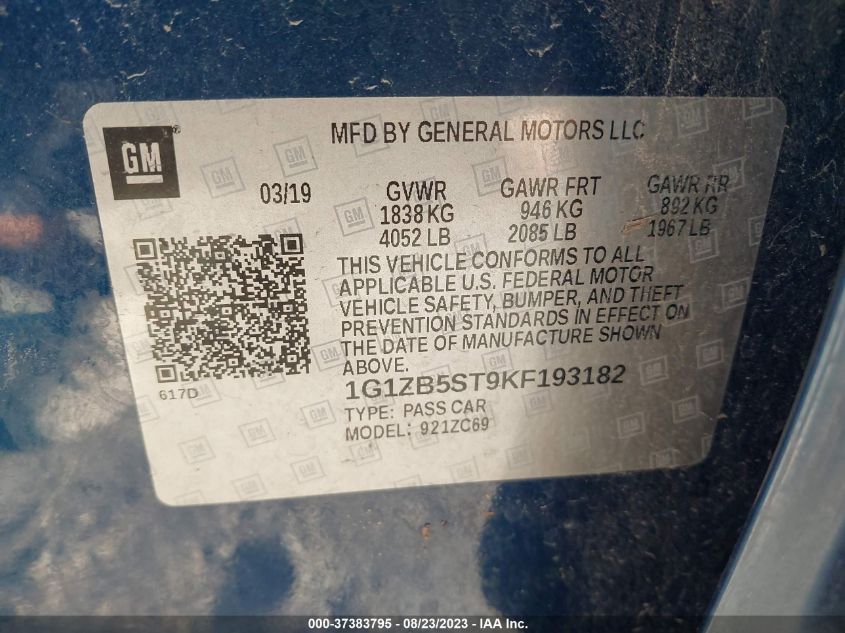 GM
MFD BY GENERAL MOTORS LLC
03/19
GVWR GAWR FRT GAWR RR
1838 KG 946 KG 892 KG
4052 LB 2085 LB 1967 LB
THIS VEHICLE CONFORMS TO ALL
APPLICABLE U.S. FEDERAL MOTOR
VEHICLE SAFETY, BUMPER, AND THEFT
PREVENTION STANDARDS IN EFFECT ON
THE DATE OF MANUFACTURE SHOWN
ABOVE.
617D
1G1ZB5ST9KF193182
TYPE: PASS CAR
MODEL: 921ZC69
000-37383795 - 08/23/2023 - © IAA, Inc.